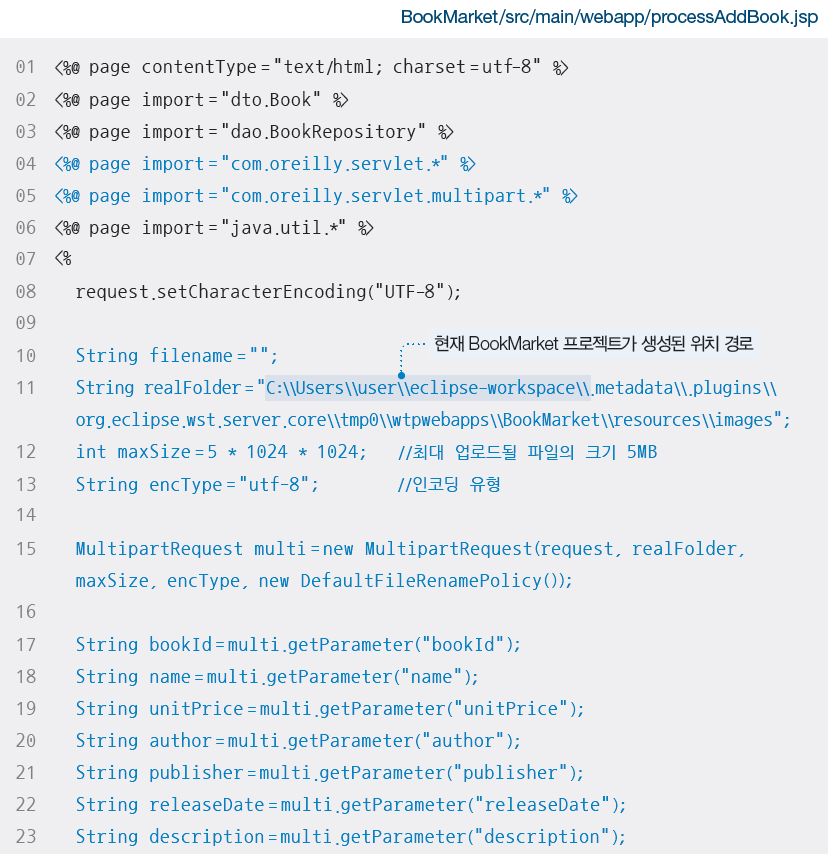 BookMarket/src/main/webapp/processAddBook.jsp
01 <%@ page contentType="text/html; charset=utf-8" %>
02 <%@ page import="dto.Book" %>
03 <%@ page import="dao.BookRepository" %>
04 <%@ page import="com.oreilly.servlet.*" %>
05 <%@ page import="com.oreilly.servlet.multipart.*" %>
06 <%@ page import="java.util.*" %>
07 <%
08 request.setCharacterEncoding("UTF-8");
09
현재 BookMarket 프로젝트가 생성된 위치 경로
10 String filename="";
11 String realFolder="C:\\Users\\user\\eclipse-workspace\\.metadata\\.plugins\\
org.eclipse.wst.server.core\\tmp0\\wtpwebapps\\BookMarket\\resources\\images";
12 int maxSize=5 * 1024 * 1024; //최대 업로드될 파일의 크기 5MB
13 String encType="utf-8"; //인코딩 유형
14
15 MultipartRequest multi=new MultipartRequest(request, realFolder,
maxSize, encType, new DefaultFileRenamePolicy());
16
17 String bookId=multi.getParameter("bookId");
18 String name=multi.getParameter("name");
19 String unitPrice=multi.getParameter("unitPrice");
20 String author=multi.getParameter("author");
21 String publisher=multi.getParameter("publisher");
22 String releaseDate=multi.getParameter("releaseDate");
23 String description=multi.getParameter("description");